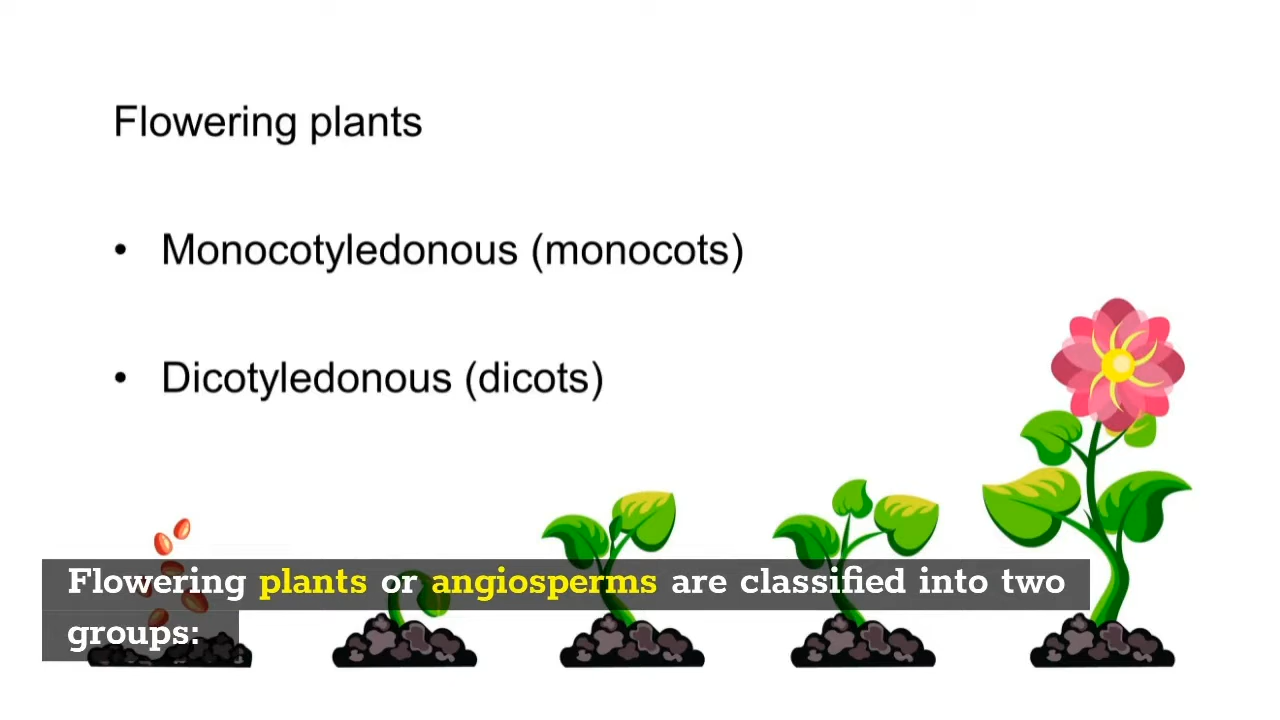 Flowering plants
• Monocotyledonous (monocots)
• Dicotyledonous (dicots)
Flowering plants or angiosperms are classified into two
groups: